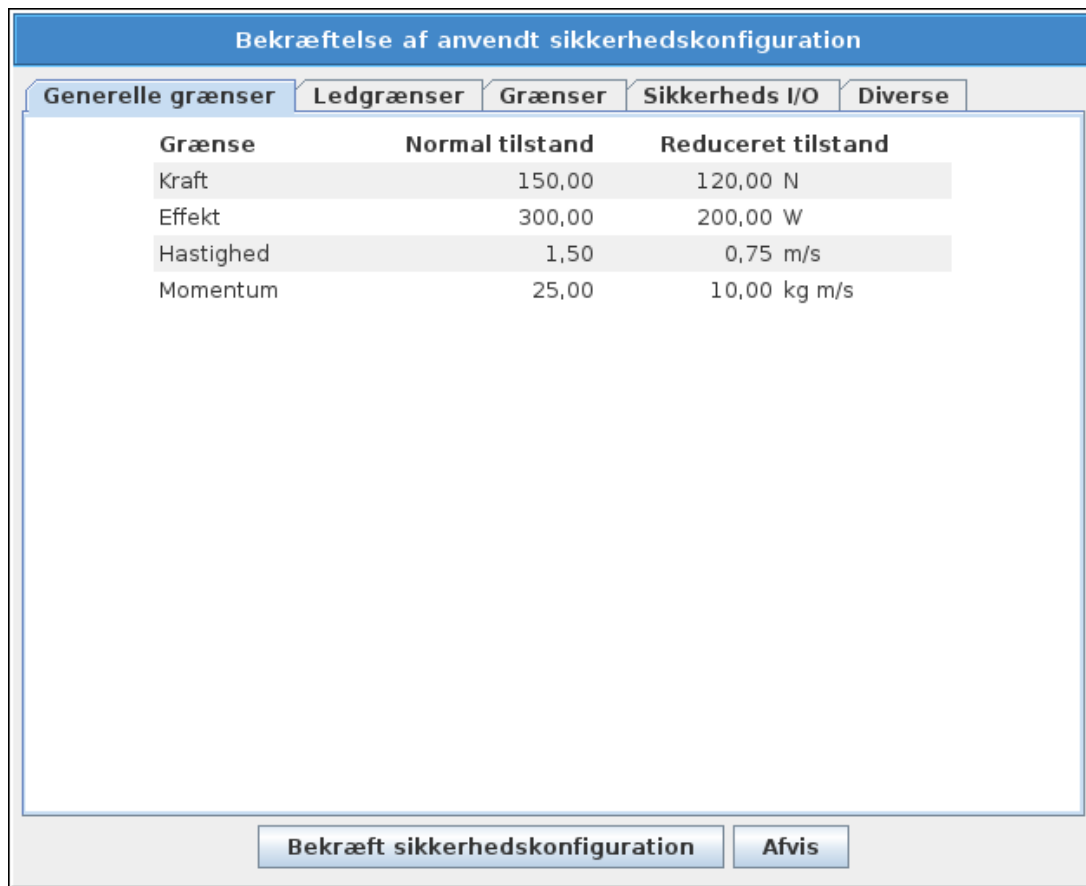 Bekræftelse af anvendt sikkerhedskonfiguration
Generelle grænser Ledgrænser Grænser Sikkerheds I/O Diverse
Grænse Normal tilstand Reduceret tilstand
Kraft 150,00 120,00 N
Effekt 300,00 200,00 W
Hastighed 1,50 0,75 m/s
Momentum 25,00 10,00 kg m/s
Bekræft sikkerhedskonfiguration Afvis